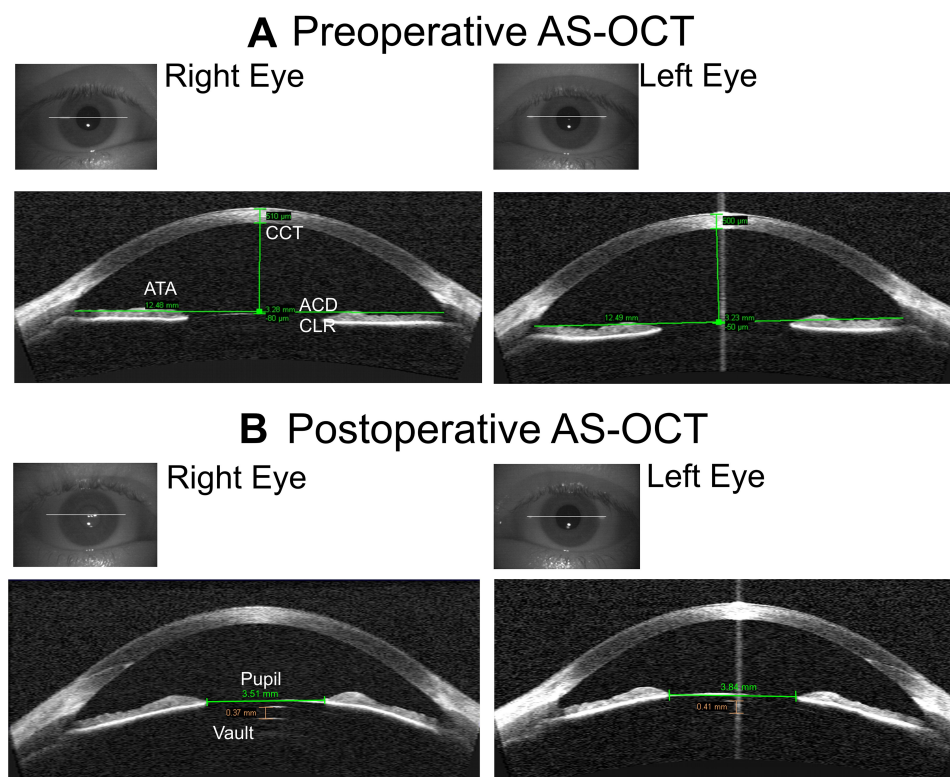 A Preoperative AS-OCT
Right Eye
Left Eye
510 µm
CCT
500 µm
ATA
12.48 mm
3.28 mm
ACD
-80 µm
CLR
12.49 mm
3.23 mm
-50 µm
B Postoperative AS-OCT
Right Eye
Left Eye
Pupil
3.51 mm
0.37 mm
Vault
3.84 mm
0.41 mm